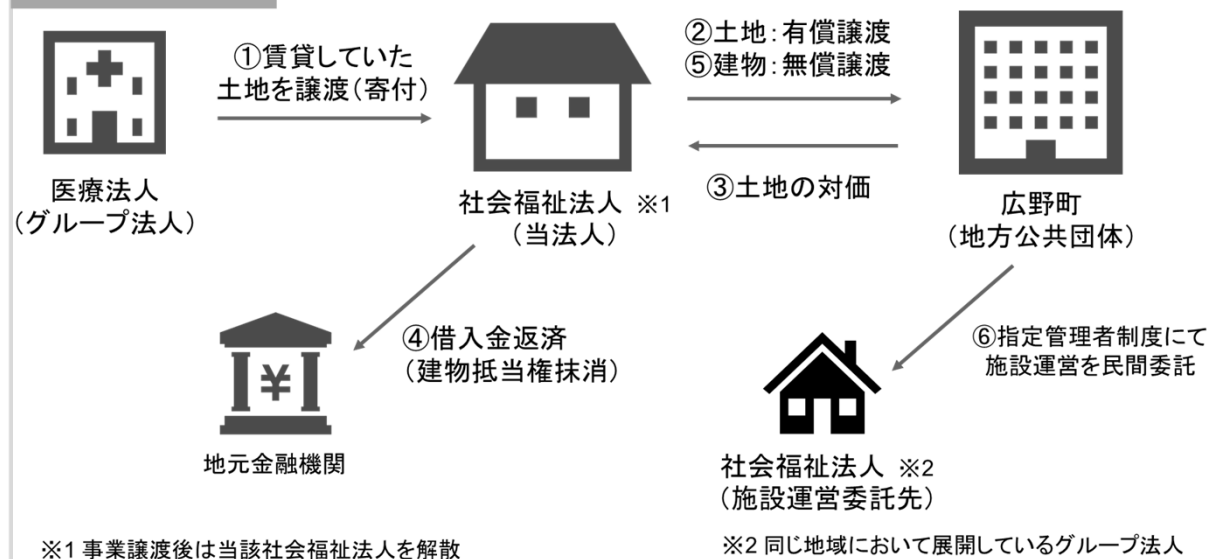 ①賃貸していた
土地を譲渡(寄付)
②土地:有償譲渡
⑤建物:無償譲渡
③土地の対価
医療法人
(グループ法人)
社会福祉法人 ※1
(当法人)
広野町
(地方公共団体)
④借入金返済
(建物抵当権抹消)
⑥指定管理者制度にて
施設運営を民間委託
¥
地元金融機関
社会福祉法人 ※2
(施設運営委託先)
※1 事業譲渡後は当該社会福祉法人を解散
※2 同じ地域において展開しているグループ法人